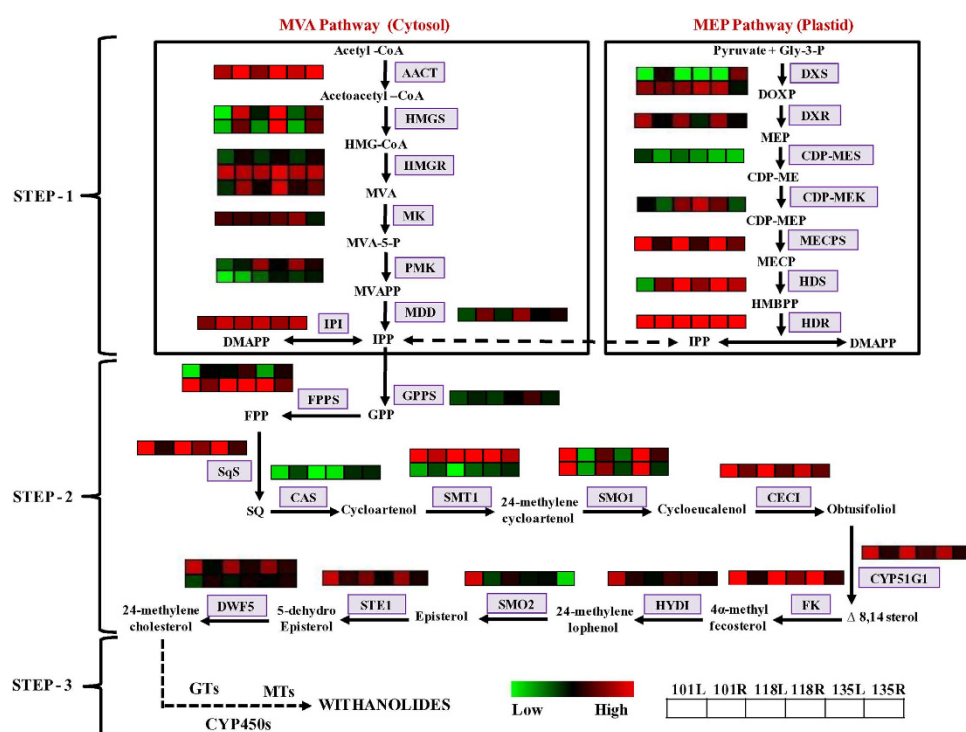 MVA Pathway (Cytosol)
MEP Pathway (Plastid)
STEP-1
Acetyl -CoA
AACT
Acetoacetyl –CoA
HMGS
HMG-CoA
HMGR
MVA
MK
MVA-5-P
PMK
MVAPP
MDD
IPI
DMAPP
IPP
Pyruvate + Gly-3-P
DXS
DOXP
DXR
MEP
CDP-MES
CDP-ME
CDP-MEK
CDP-MEP
MECPS
MECP
HDS
HMBPP
HDR
IPP
DMAPP
STEP-2
FPPS
GPPS
FPP
GPP
SqS
CAS
SMT1
SMO1
CECI
SQ
Cycloartenol
24-methylene
cycloartenol
Cycloeucalenol
Obtusifoliol
CYP51G1
DWF5
STE1
SMO2
HYDI
FK
24-methylene
cholesterol
5-dehydro
Episterol
Episterol
24-methylene
lophenol
4α-methyl
fecosterol
Δ 8,14 sterol
STEP-3
GTs
MTs
CYP450s
WITHANOLIDES
Low
High
101L 101R 118L 118R 135L 135R